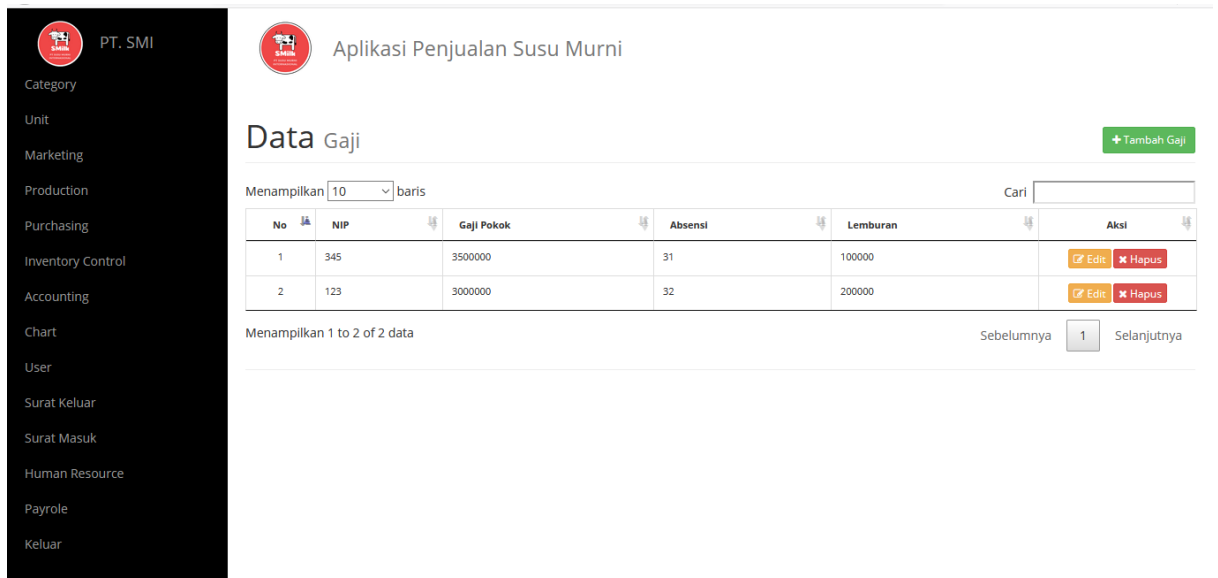 SMilk
PT. SMI
Category
Unit
Marketing
Production
Purchasing
Inventory Control
Accounting
Chart
User
Surat Keluar
Surat Masuk
Human Resource
Payrole
Keluar
SMilk
Aplikasi Penjualan Susu Murni
Data Gaji
Tambah Gaji
Menampilkan 10 baris
Cari
No NIP Gaji Pokok Absensi Lemburan Aksi
1 345 3500000 31 100000 Edit Hapus
2 123 3000000 32 200000 Edit Hapus
Menampilkan 1 to 2 of 2 data
Sebelumnya 1 Selanjutnya